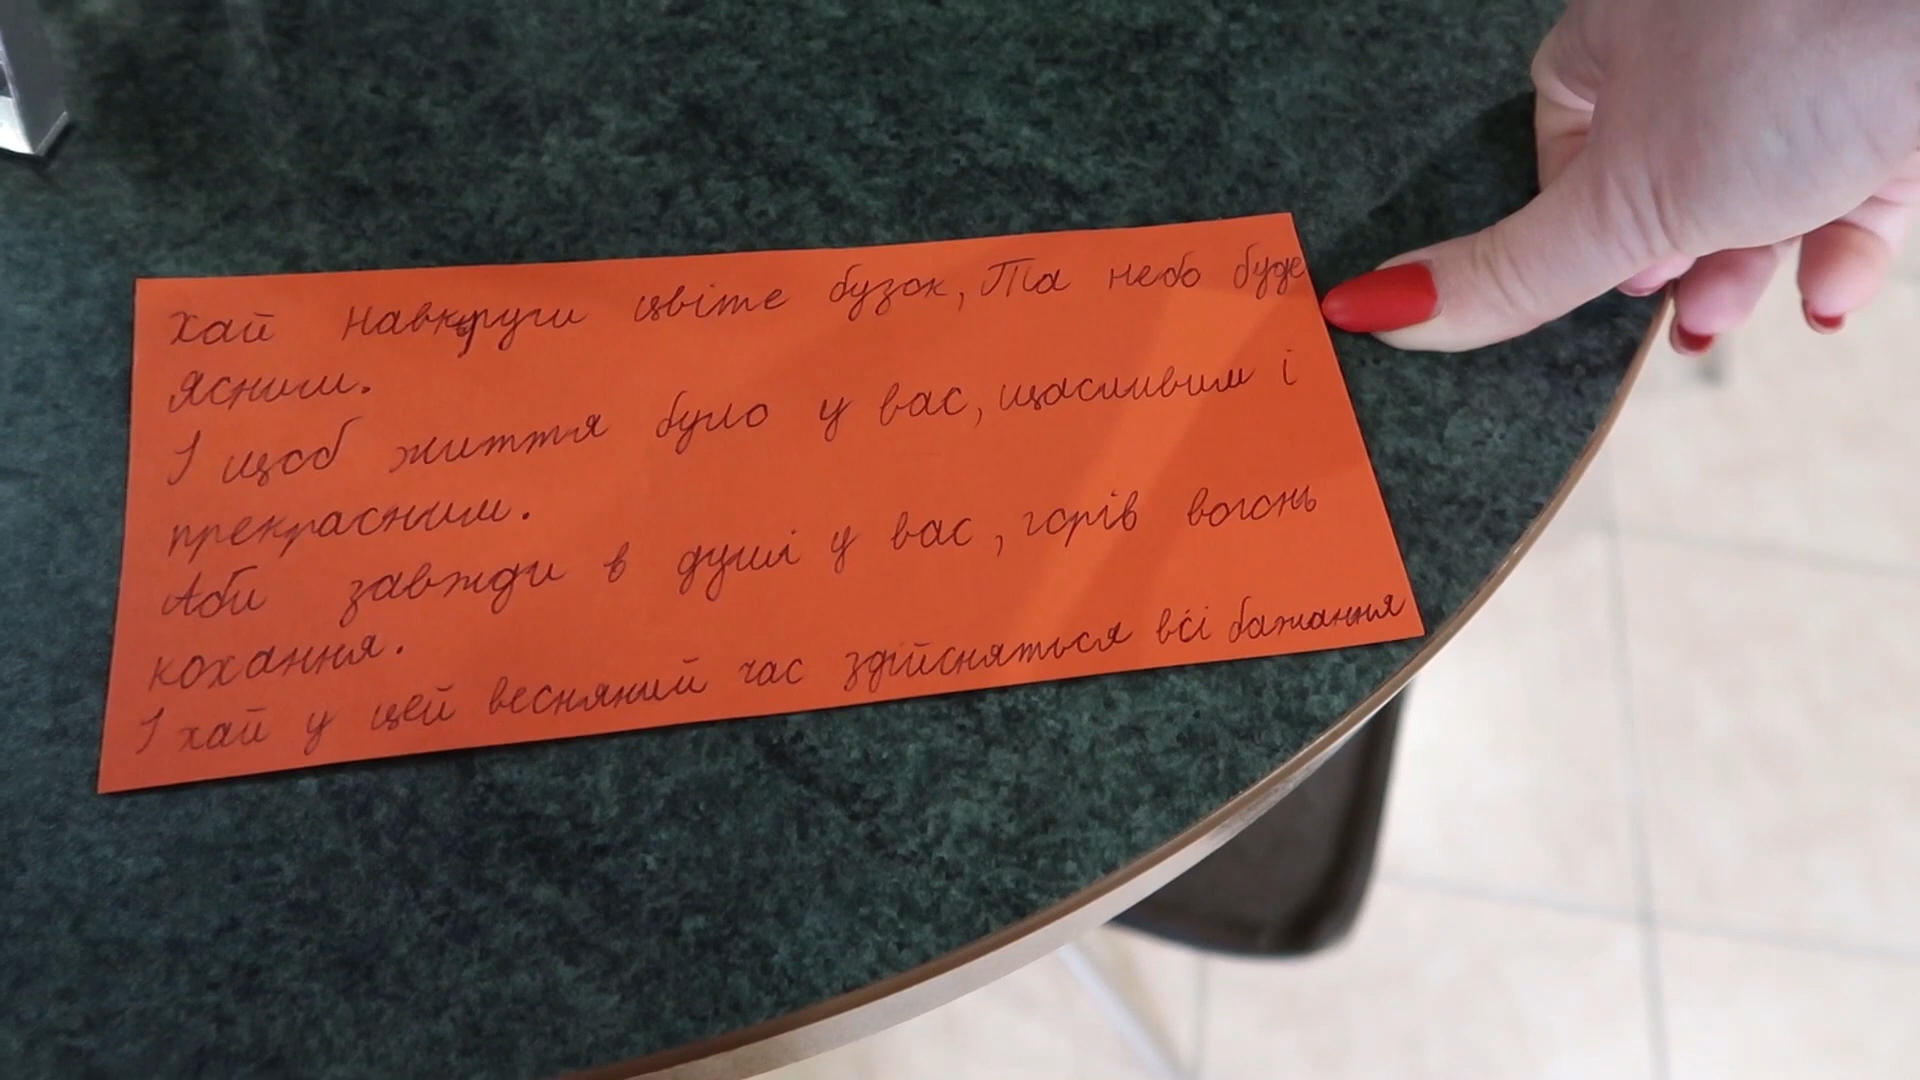 Хай навкруги цвіте бузок, Та небо буде
ясним.
І щоб життя було у вас, щасливим і
прекрасним.
Аби завжди в душі у вас, горів вогонь
кохання.
І хай у цей весняний час здійсняться всі бажання